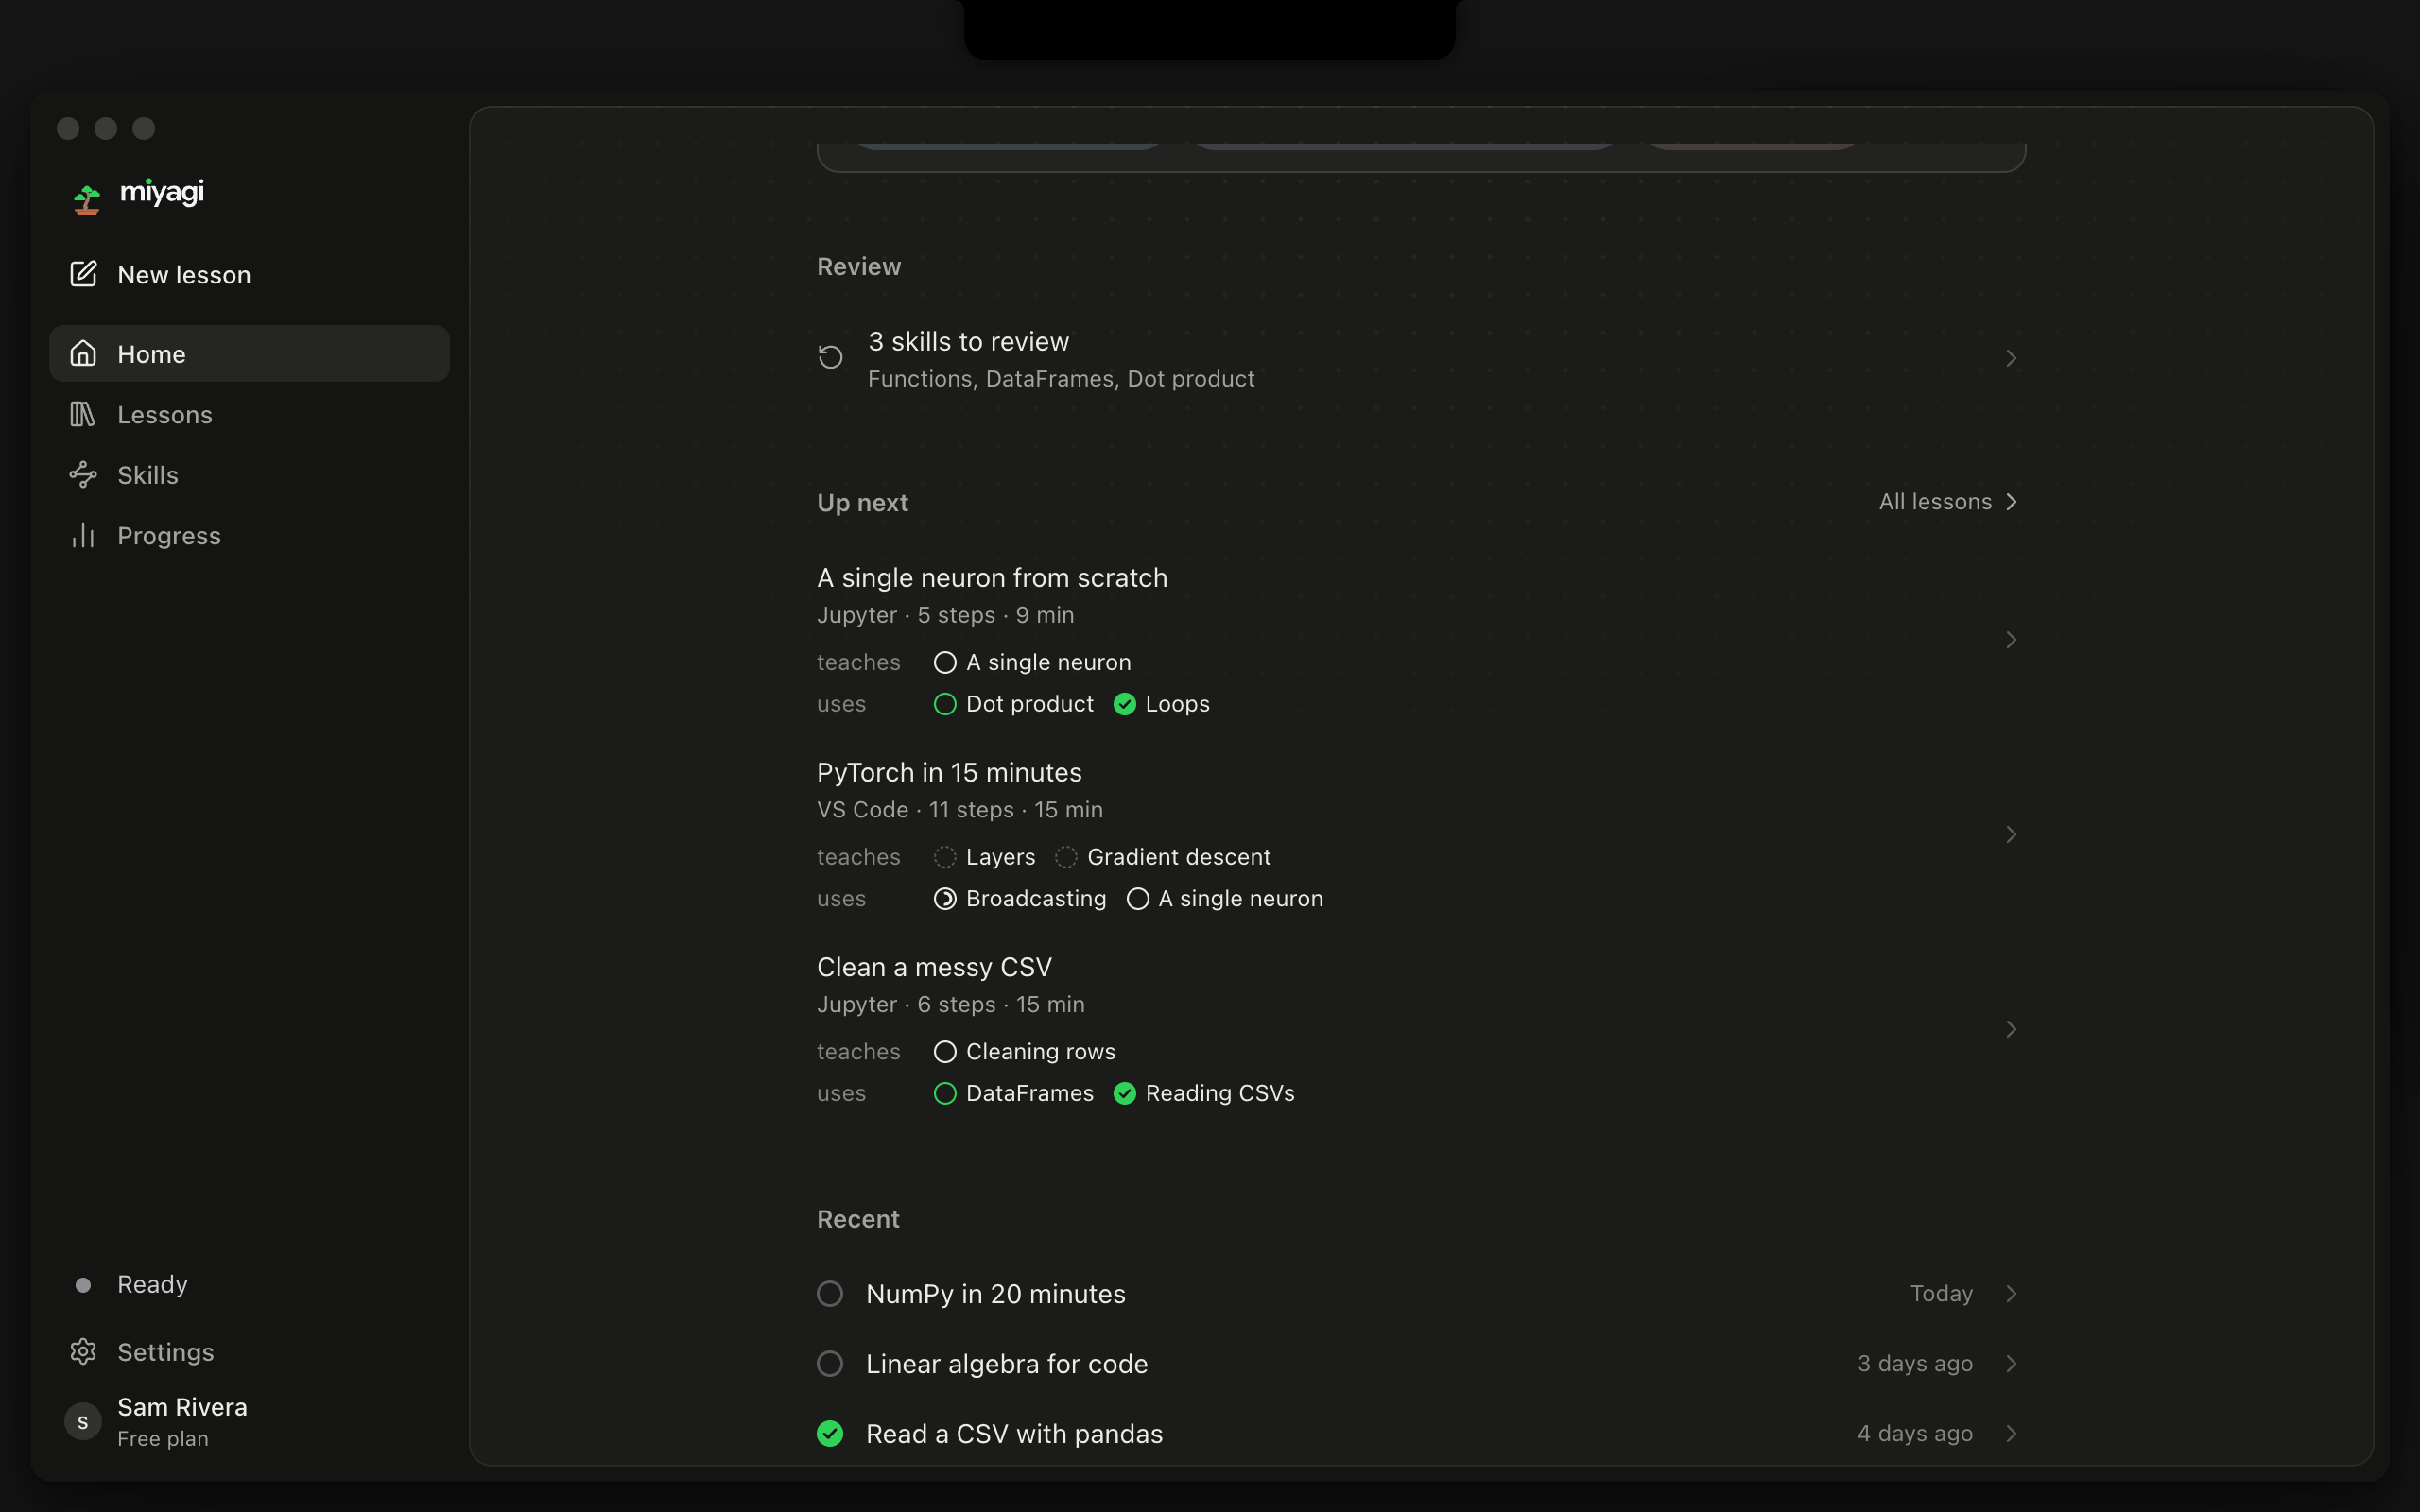 miyagi
New lesson
Home
Lessons
Skills
Progress
Ready
Settings
S
Sam Rivera
Free plan
Review
3 skills to review
Functions, DataFrames, Dot product
Up next
All lessons
A single neuron from scratch
Jupyter · 5 steps · 9 min
teaches A single neuron
uses Dot product Loops
PyTorch in 15 minutes
VS Code · 11 steps · 15 min
teaches Layers Gradient descent
uses Broadcasting A single neuron
Clean a messy CSV
Jupyter · 6 steps · 15 min
teaches Cleaning rows
uses DataFrames Reading CSVs
Recent
NumPy in 20 minutes Today
Linear algebra for code 3 days ago
Read a CSV with pandas 4 days ago